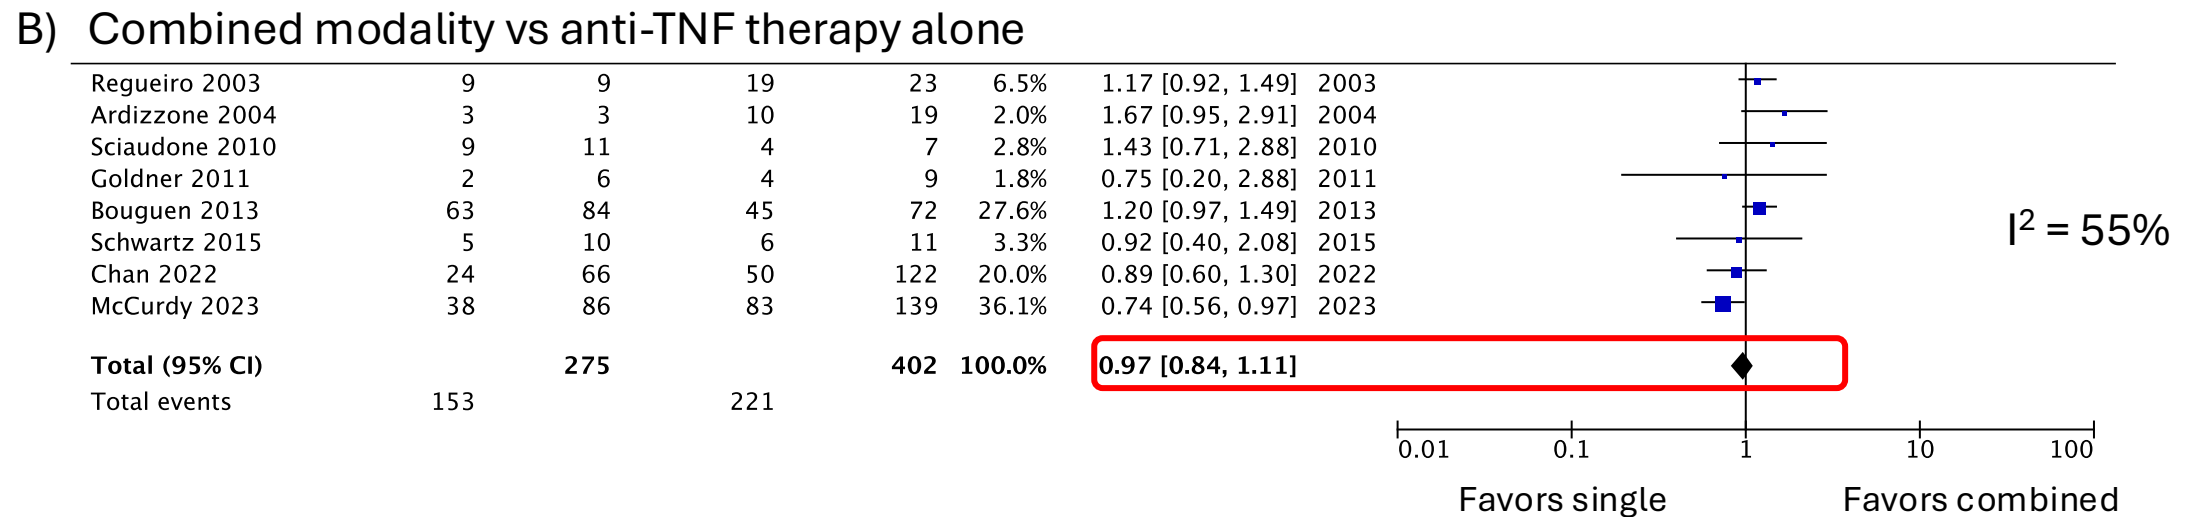 B) Combined modality vs anti-TNF therapy alone
Regueiro 2003 9 9 19 23 6.5% 1.17 [0.92, 1.49] 2003
Ardizzone 2004 3 3 10 19 2.0% 1.67 [0.95, 2.91] 2004
Sciaudone 2010 9 11 4 7 2.8% 1.43 [0.71, 2.88] 2010
Goldner 2011 2 6 4 9 1.8% 0.75 [0.20, 2.88] 2011
Bouguen 2013 63 84 45 72 27.6% 1.20 [0.97, 1.49] 2013
I² = 55%
Schwartz 2015 5 10 6 11 3.3% 0.92 [0.40, 2.08] 2015
Chan 2022 24 66 50 122 20.0% 0.89 [0.60, 1.30] 2022
McCurdy 2023 38 86 83 139 36.1% 0.74 [0.56, 0.97] 2023
Total (95% CI) 275 402 100.0% 0.97 [0.84, 1.11]
Total events 153 221
0.01 0.1 1 10 100
Favors single Favors combined